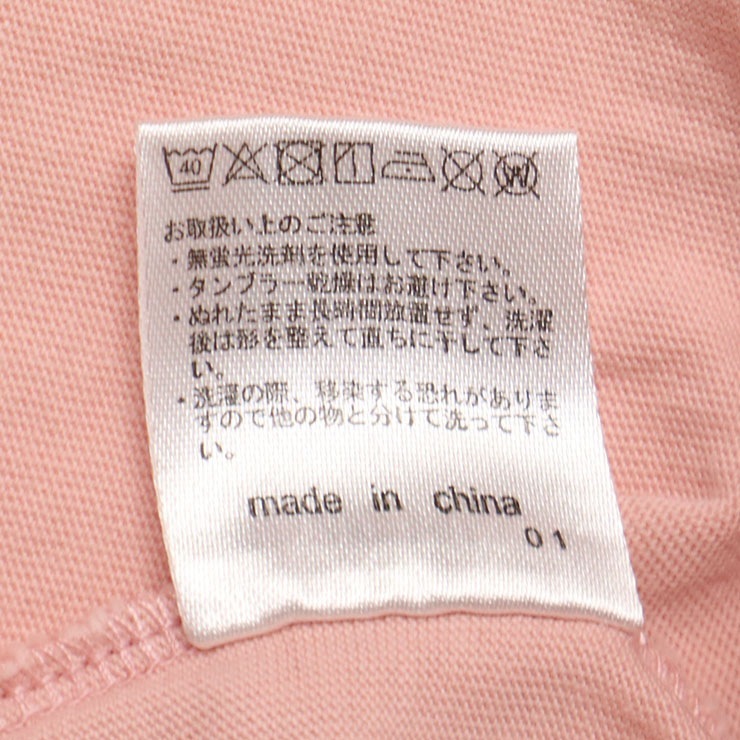 40
W
お取扱い上のご注意
・無蛍光洗剤を使用して下さい。
・タンブラー乾燥はお避け下さい。
・ぬれたまま長時間放置せず、洗濯
後は形を整えて直ちに干して下さ
い。
・洗濯の際、移染する恐れがありま
すので他の物と分けて洗って下さ
い。
made in china
01